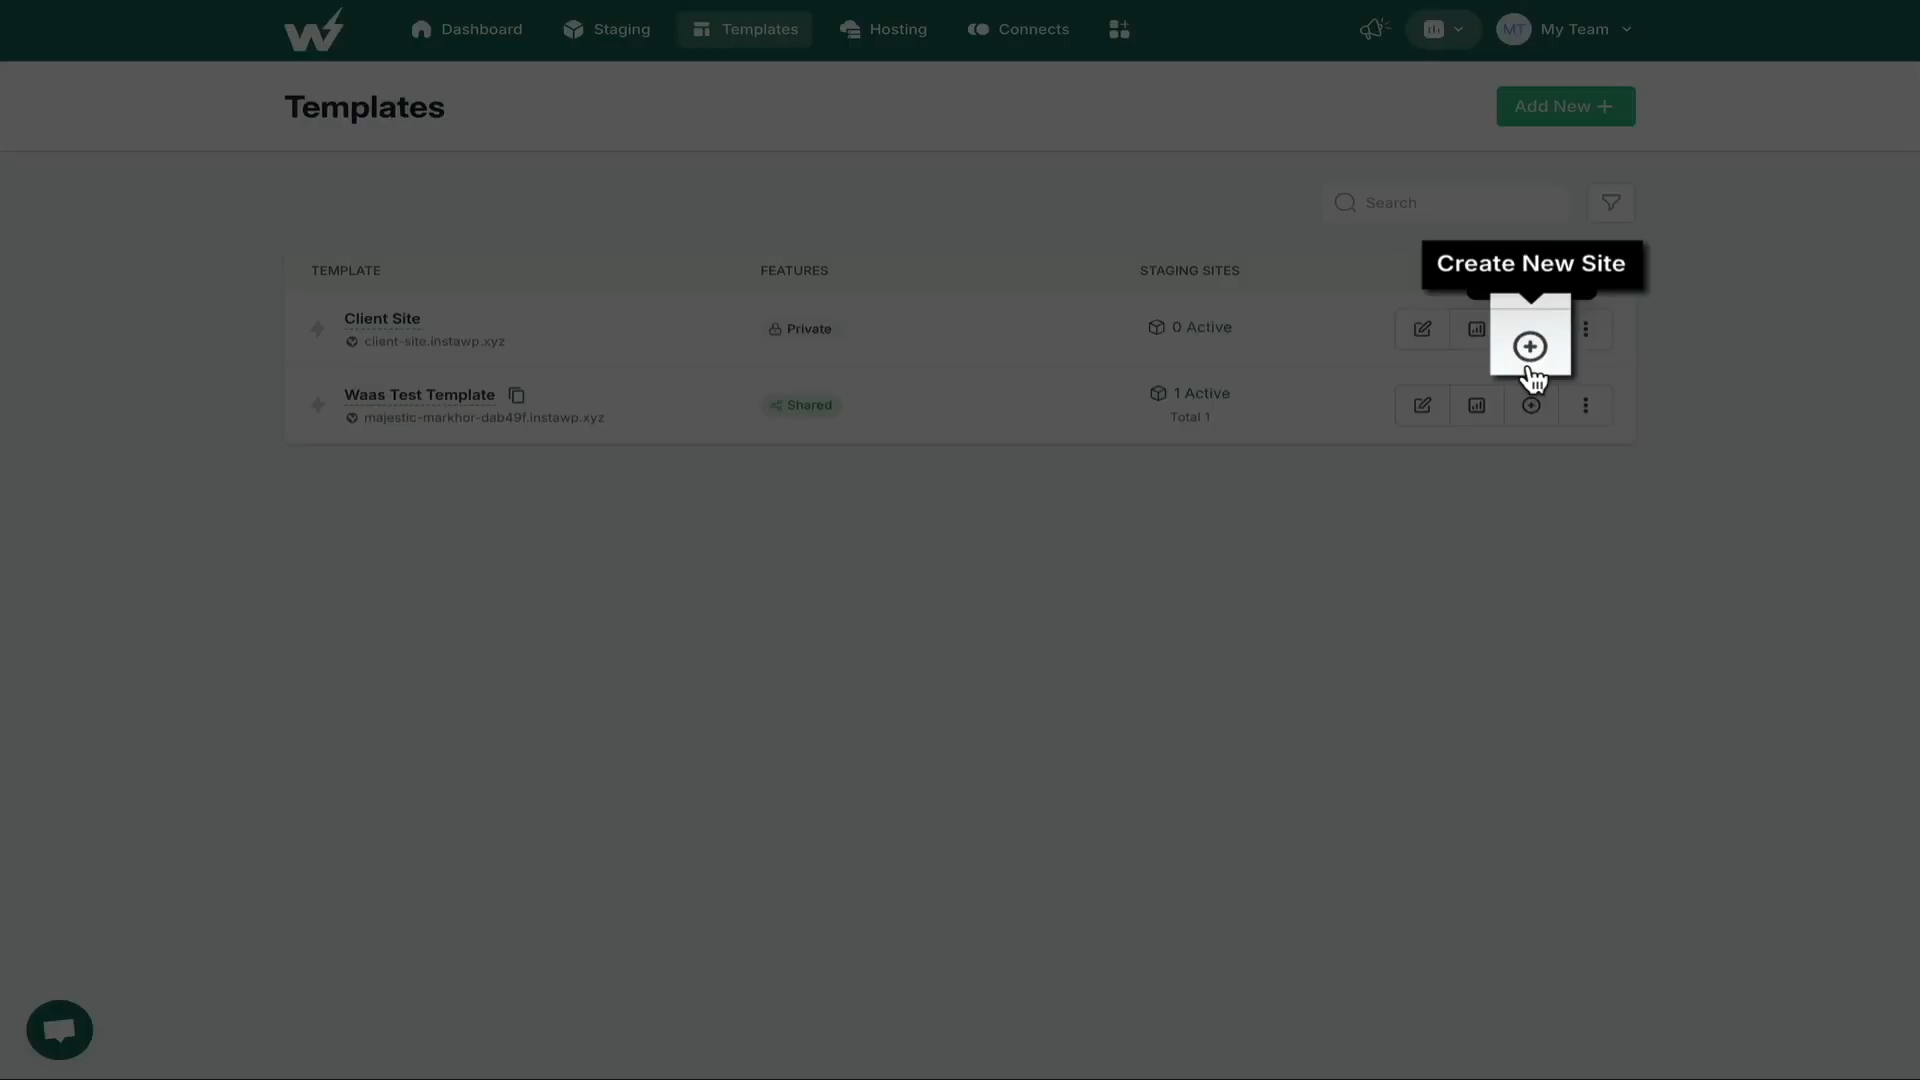 Dashboard
Staging
Templates
Hosting
Connects
MT
My Team
Templates
Add New
Search
TEMPLATE
FEATURES
STAGING SITES
Create New Site
Client Site
client-site.instawp.xyz
Private
0 Active
Waas Test Template
majestic-markhor-dab49f.instawp.xyz
Shared
1 Active
Total 1